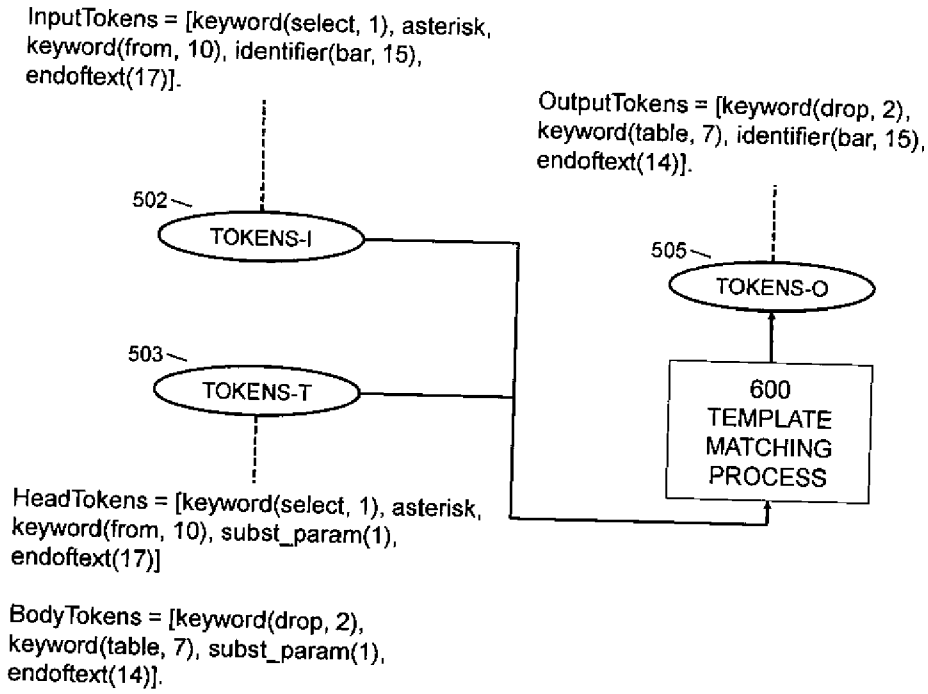 InputTokens = [keyword(select, 1), asterisk,
keyword(from, 10), identifier(bar, 15),
endoftext(17)].
OutputTokens = [keyword(drop, 2),
keyword(table, 7), identifier(bar, 15),
endoftext(14)].
502
TOKENS-I
505
TOKENS-O
503
TOKENS-T
600
TEMPLATE
MATCHING
PROCESS
HeadTokens = [keyword(select, 1), asterisk,
keyword(from, 10), subst_param(1),
endoftext(17)]
BodyTokens = [keyword(drop, 2),
keyword(table, 7), subst_param(1),
endoftext(14)].